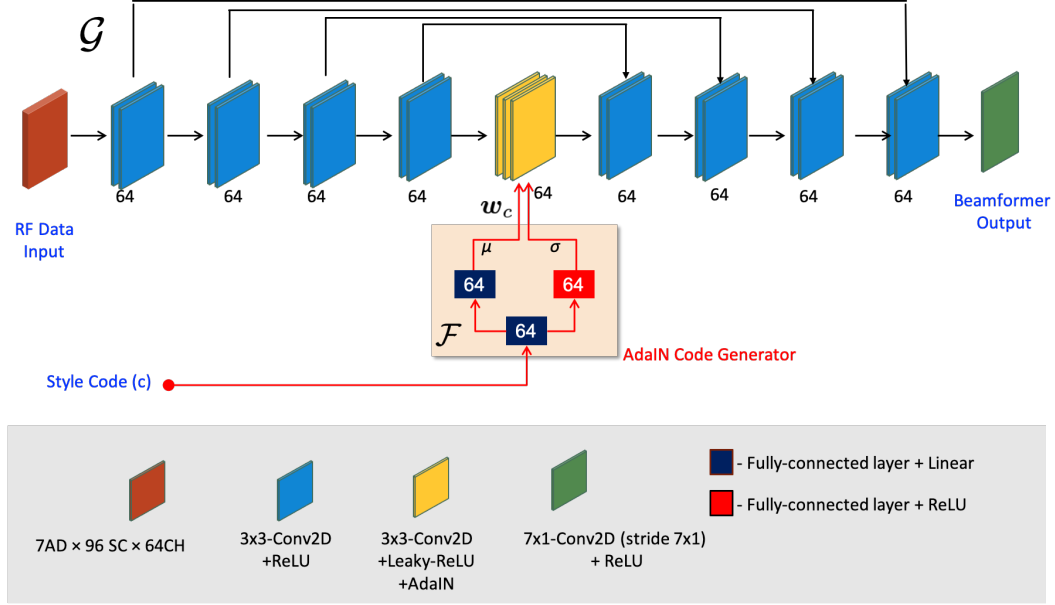 𝒢
64
64
64
64
64
64
64
64
64
RF Data
Input
Beamformer
Output
w_c
μ
σ
64
64
64
ℱ
AdaIN Code Generator
Style Code (c)
7AD × 96 SC × 64CH
3x3-Conv2D
+ReLU
3x3-Conv2D
+Leaky-ReLU
+AdaIN
7x1-Conv2D (stride 7x1)
+ ReLU
- Fully-connected layer + Linear
- Fully-connected layer + ReLU